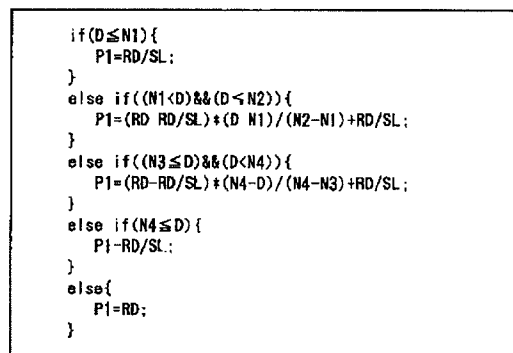 if(D≦N1){
P1=RD/SL;
}
else if((N1<D)&&(D≦N2)){
P1=(RD RD/SL)*(D N1)/(N2-N1)+RD/SL;
}
else if((N3≦D)&&(D<N4)){
P1=(RD-RD/SL)*(N4-D)/(N4-N3)+RD/SL;
}
else if(N4≦D){
P1-RD/SL;
}
else{
P1=RD;
}